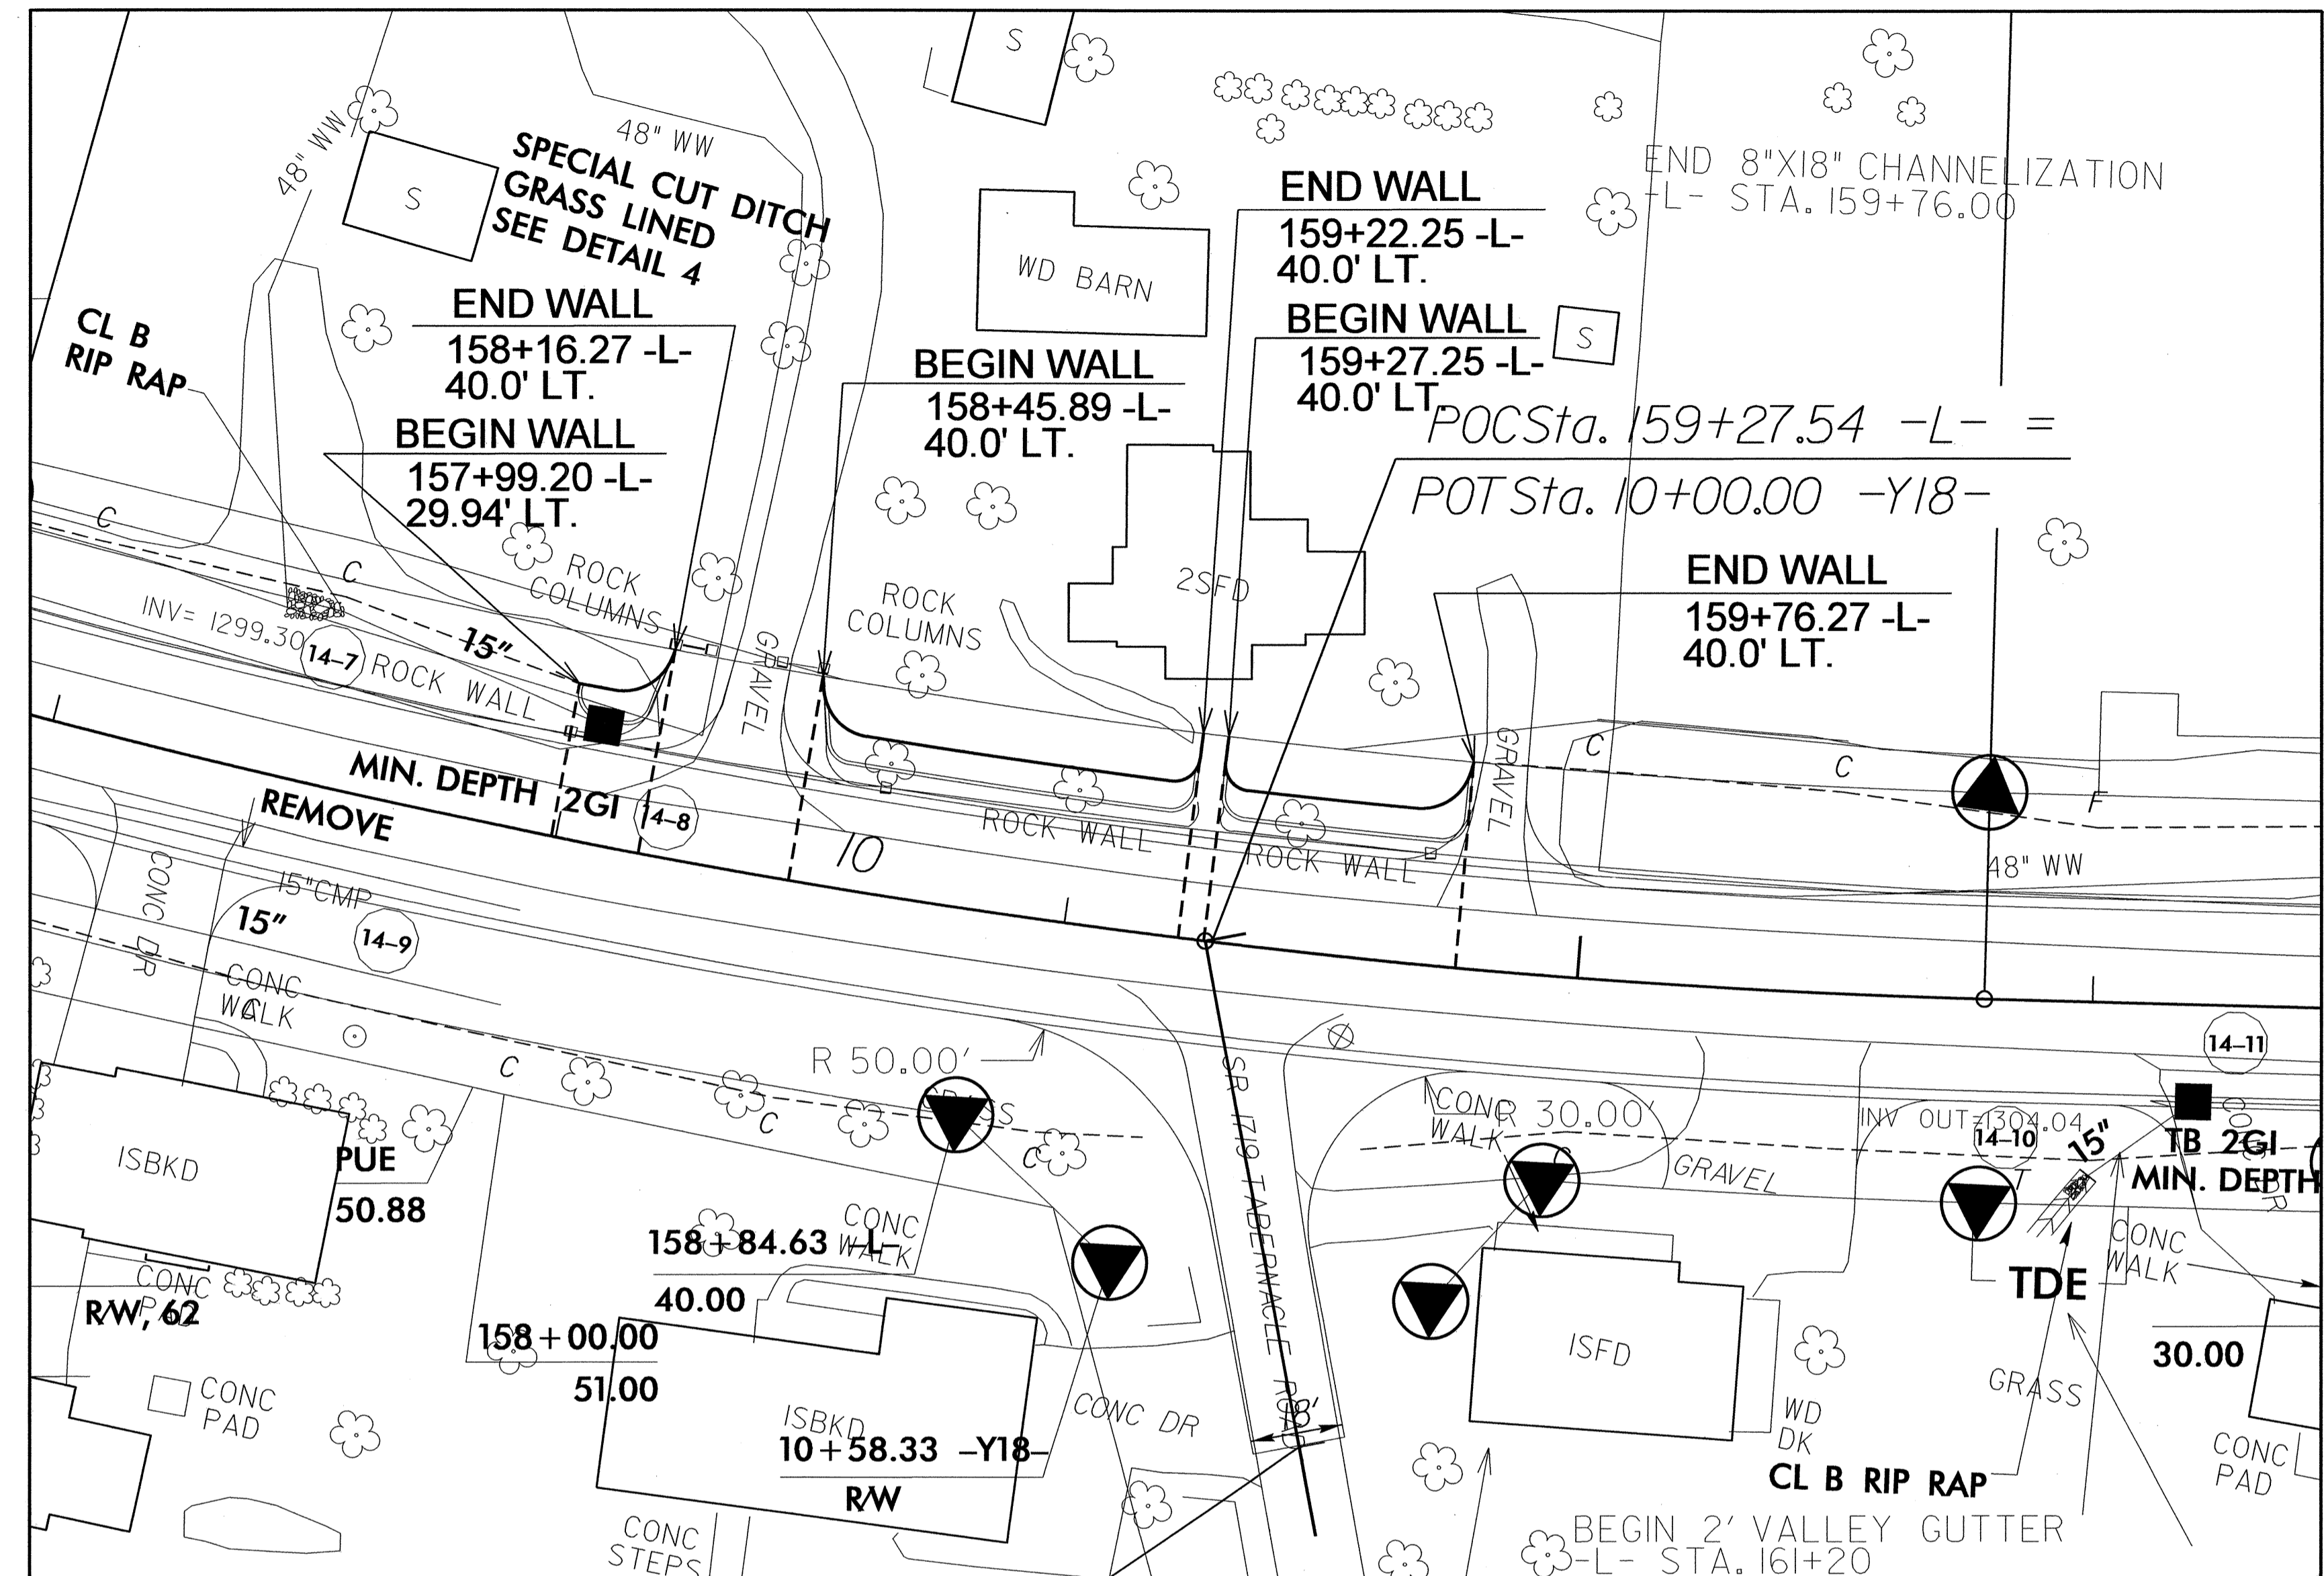 S
48" WW
48" WW
SPECIAL CUT DITCH
GRASS LINED
SEE DETAIL 4
S
WD BARN
END WALL
159+22.25 -L-
40.0' LT.
END 8"X18" CHANNELIZATION
-L- STA. 159+76.00
END WALL
158+16.27 -L-
40.0' LT.
CL B
RIP RAP
BEGIN WALL
159+27.25 -L-
40.0' LT.
S
BEGIN WALL
158+45.89 -L-
40.0' LT.
BEGIN WALL
157+99.20 -L-
29.94' LT.
POCSta. 159+27.54 -L- =
POTSta. 10+00.00 -Y18-
C
C
ROCK
COLUMNS
ROCK
COLUMNS
2SFD
END WALL
159+76.27 -L-
40.0' LT.
INV= 1299.30
14-7
ROCK WALL
15"
GRAVEL
GRAVEL
C
C
F
MIN. DEPTH 2GI
14-8
REMOVE
10
ROCK WALL
ROCK WALL
48" WW
CONC DR
15"CMP
15"
14-9
CONC
WALK
C
C
R 50.00'
C
C
GRASS
SR 1719 TABERNACLE ROAD
CONC
WALK
R 30.00'
C
GRAVEL
INV OUT=1304.04
14-10
14-11
15"
TB 2GI
MIN. DEPTH
CONC DR
T
ISBKD
PUE
50.88
CONC
WALK
158+84.63 -L-
40.00
CONC
PAD
R/W, 62
158+00.00
51.00
CONC
PAD
ISBKD
10+58.33 -Y18-
R/W
CONC DR
18'
ISFD
WD
DK
TDE
CONC
WALK
30.00
GRASS
CL B RIP RAP
CONC
PAD
CONC
STEPS
BEGIN 2' VALLEY GUTTER
-L- STA. 161+20